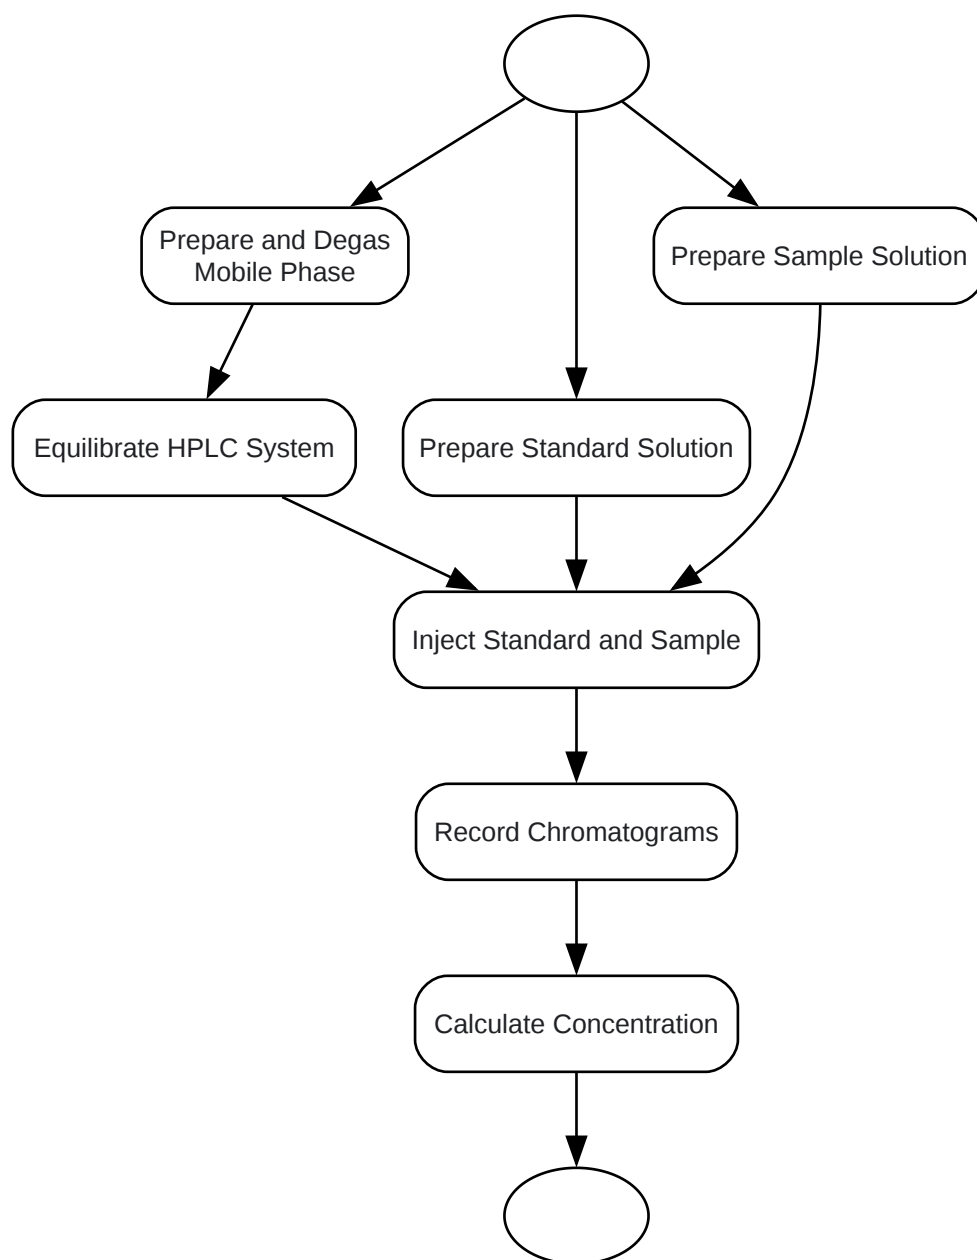 Prepare and Degas
Mobile Phase
Prepare Sample Solution
Equilibrate HPLC System
Prepare Standard Solution
Inject Standard and Sample
Record Chromatograms
Calculate Concentration